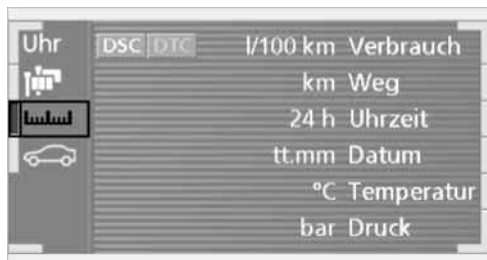 Uhr DSC DTC l/100 km Verbrauch
km Weg
24 h Uhrzeit
tt.mm Datum
°C Temperatur
bar Druck